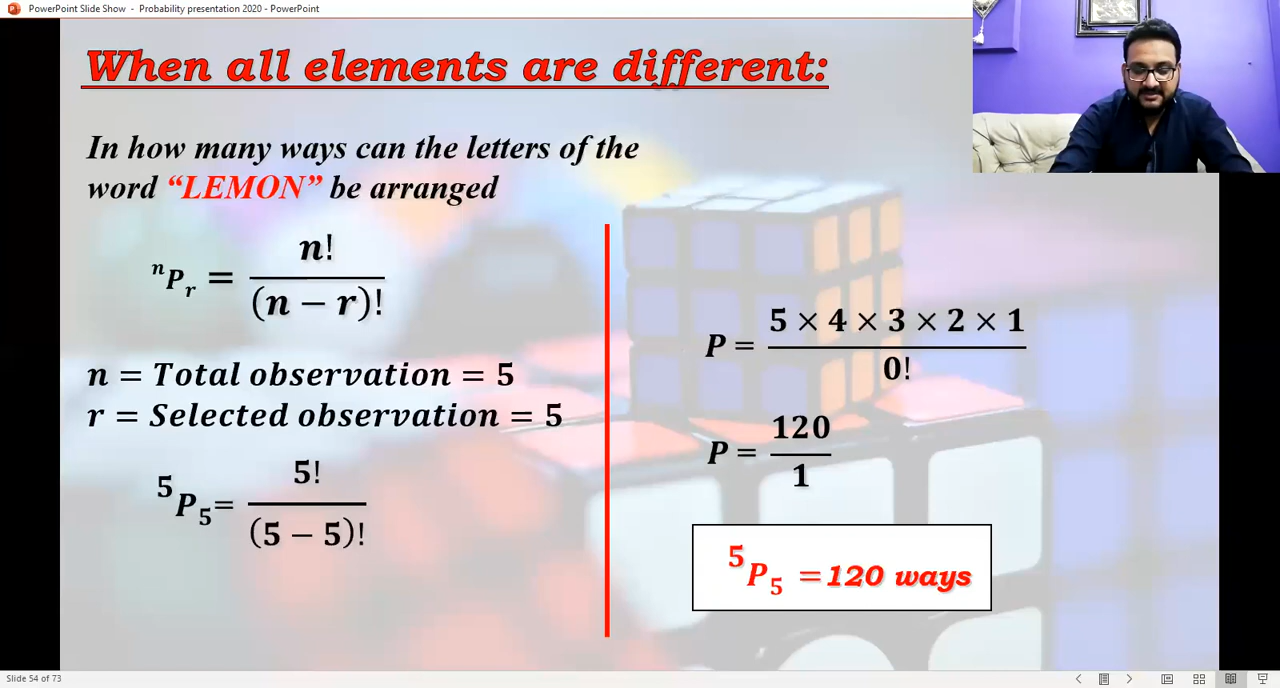 PowerPoint Slide Show - Probability presentation 2020 - PowerPoint
When all elements are different:
In how many ways can the letters of the
word “LEMON” be arranged
ⁿPᵣ = n! / (n − r)!
n = Total observation = 5
r = Selected observation = 5
⁵P₅= 5! / (5 − 5)!
P = 5 × 4 × 3 × 2 × 1 / 0!
P = 120 / 1
⁵P₅ = 120 ways
Slide 54 of 73